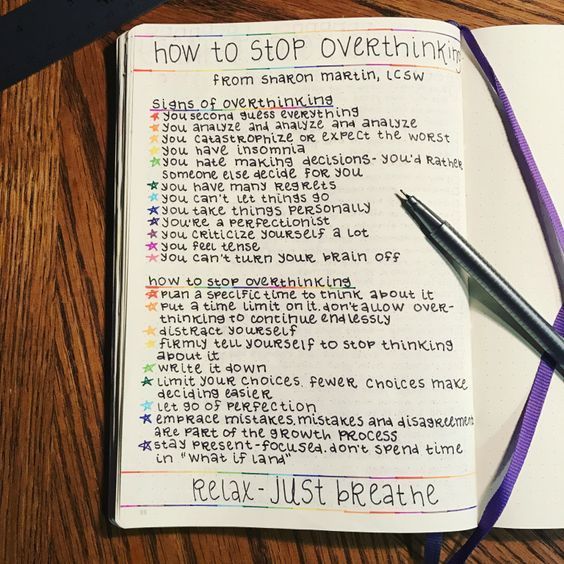 how to stop overthinking
from sharon martin, LCSW
signs of overthinking
you second guess everything
you analyze and analyze and analyze
you catastrophize or expect the worst
you have insomnia
you hate making decisions - you'd rather
someone else decide for you
you have many regrets
you can't let things go
you take things personally
you're a perfectionist
you criticize yourself a lot
you feel tense
you can't turn your brain off
how to stop overthinking
plan a specific time to think about it
put a time limit on it. don't allow over-
thinking to continue endlessly
distract yourself
firmly tell yourself to stop thinking
about it
write it down
limit your choices. fewer choices make
deciding easier
let go of perfection
embrace mistakes. mistakes and disagreement
are part of the growth process
stay present-focused. don't spend time
in "what if land"
relax - just breathe